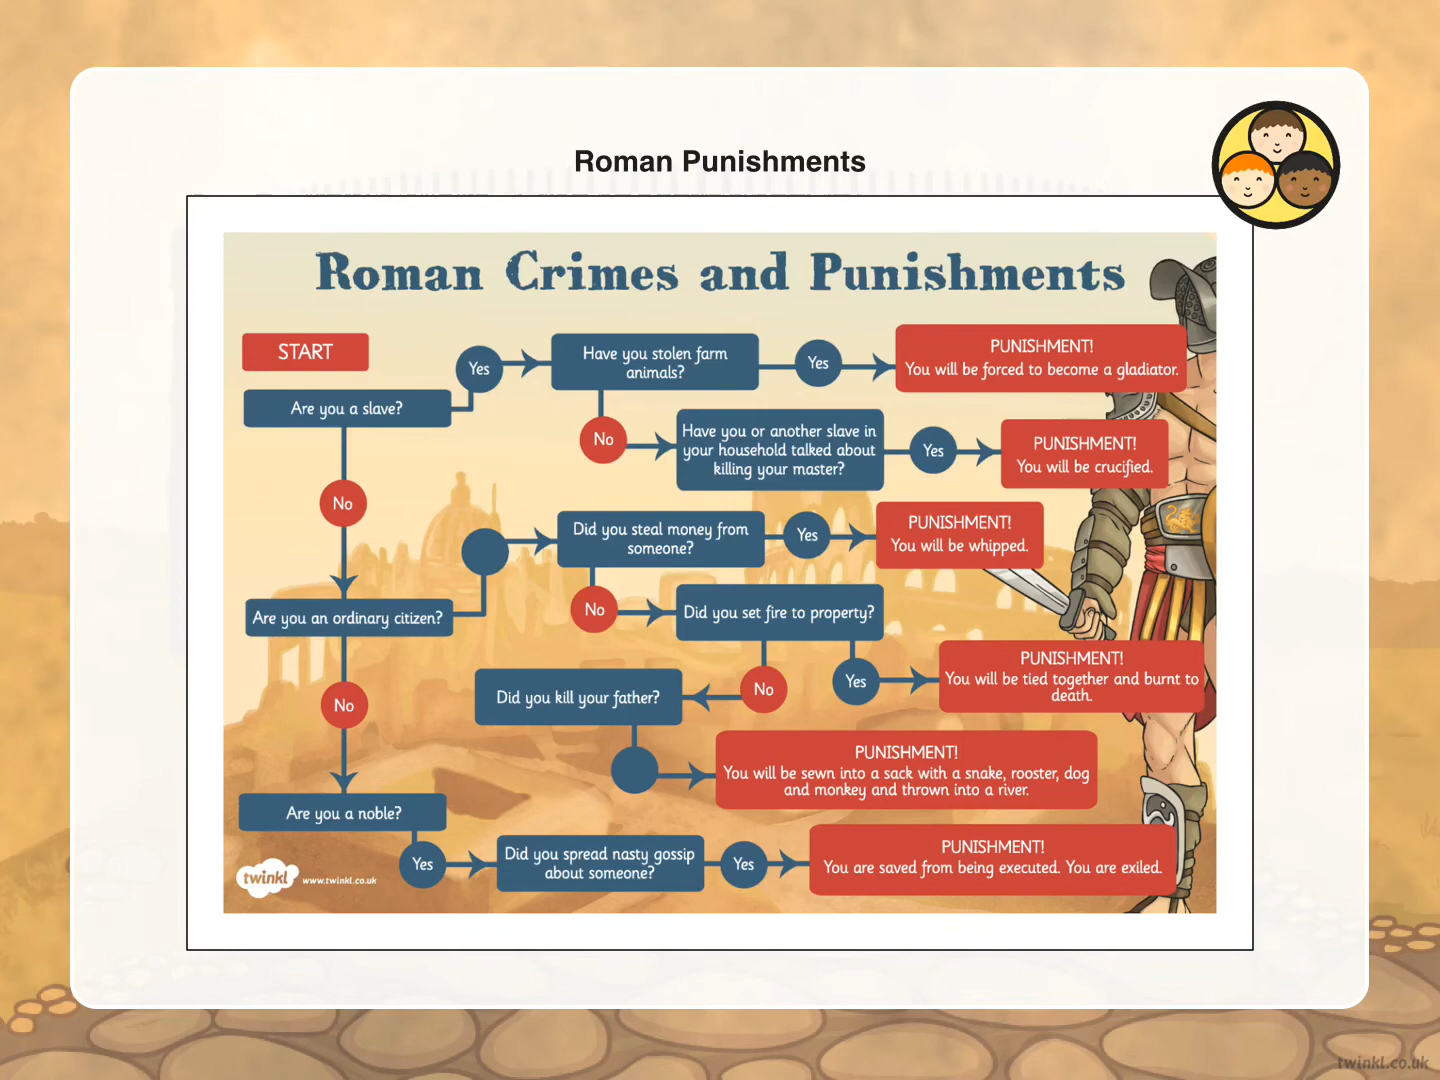 Roman Punishments
Roman Crimes and Punishments
START
Are you a slave?
Yes
Have you stolen farm
animals?
Yes
PUNISHMENT!
You will be forced to become a gladiator.
No
Have you or another slave in
your household talked about
killing your master?
Yes
PUNISHMENT!
You will be crucified.
No
Are you an ordinary citizen?
Did you steal money from
someone?
Yes
PUNISHMENT!
You will be whipped.
No
Did you set fire to property?
Yes
PUNISHMENT!
You will be tied together and burnt to
death.
No
Did you kill your father?
PUNISHMENT!
You will be sewn into a sack with a snake, rooster, dog
and monkey and thrown into a river.
No
Are you a noble?
Yes
Did you spread nasty gossip
about someone?
Yes
PUNISHMENT!
You are saved from being executed. You are exiled.
twinkl
www.twinkl.co.uk
twinkl.co.uk